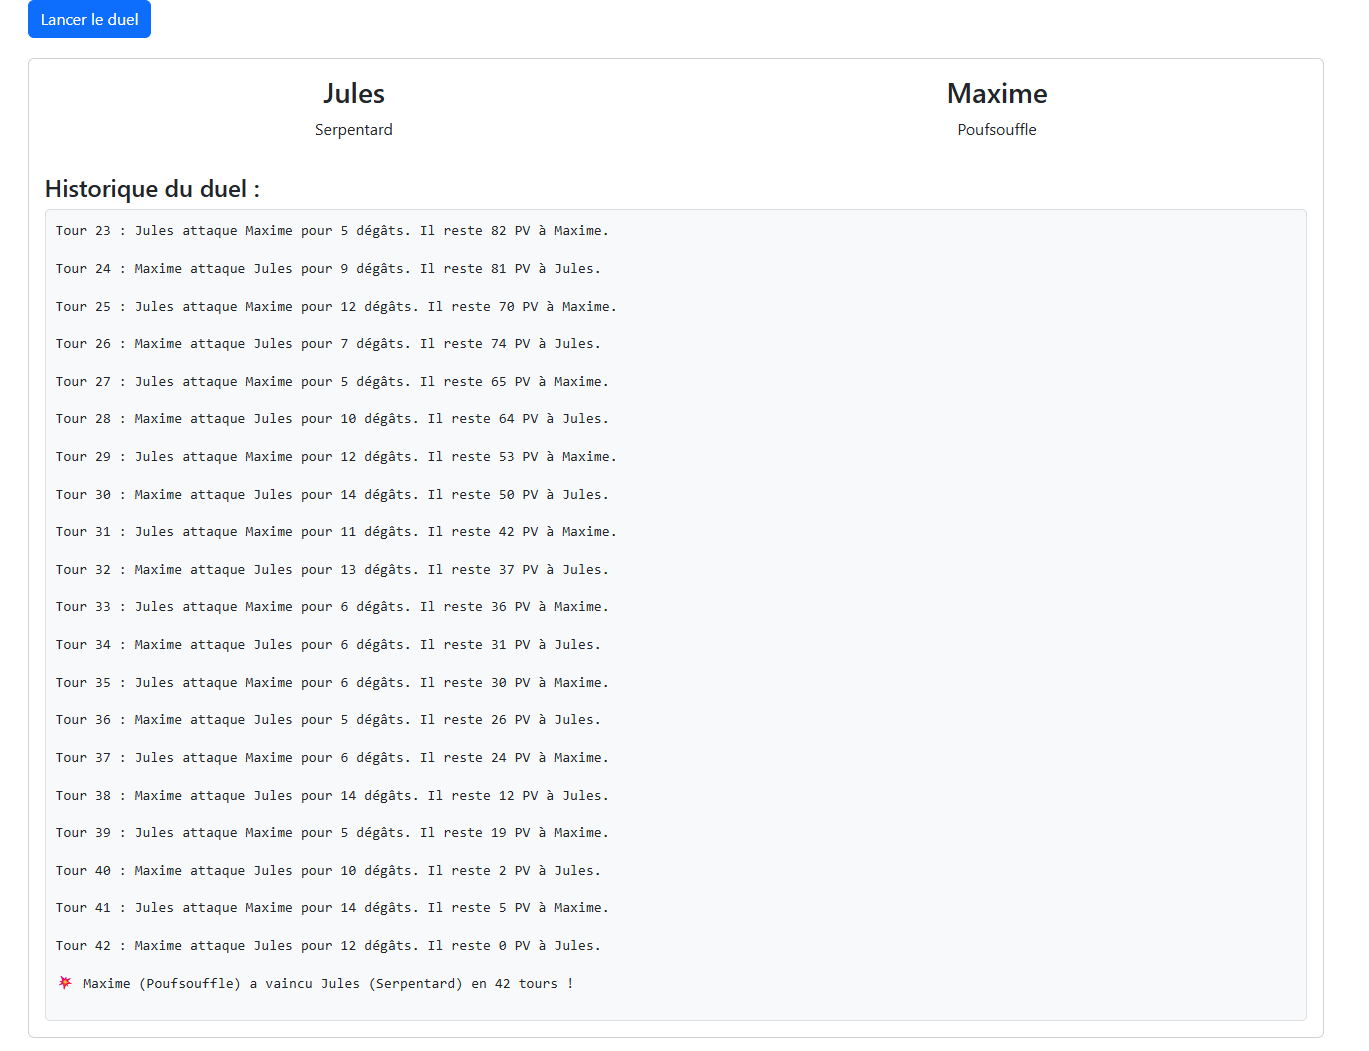 Lancer le duel
Jules
Maxime
Serpentard
Poufsouffle
Historique du duel :
Tour 23 : Jules attaque Maxime pour 5 dégâts. Il reste 82 PV à Maxime.
Tour 24 : Maxime attaque Jules pour 9 dégâts. Il reste 81 PV à Jules.
Tour 25 : Jules attaque Maxime pour 12 dégâts. Il reste 70 PV à Maxime.
Tour 26 : Maxime attaque Jules pour 7 dégâts. Il reste 74 PV à Jules.
Tour 27 : Jules attaque Maxime pour 5 dégâts. Il reste 65 PV à Maxime.
Tour 28 : Maxime attaque Jules pour 10 dégâts. Il reste 64 PV à Jules.
Tour 29 : Jules attaque Maxime pour 12 dégâts. Il reste 53 PV à Maxime.
Tour 30 : Maxime attaque Jules pour 14 dégâts. Il reste 50 PV à Jules.
Tour 31 : Jules attaque Maxime pour 11 dégâts. Il reste 42 PV à Maxime.
Tour 32 : Maxime attaque Jules pour 13 dégâts. Il reste 37 PV à Jules.
Tour 33 : Jules attaque Maxime pour 6 dégâts. Il reste 36 PV à Maxime.
Tour 34 : Maxime attaque Jules pour 6 dégâts. Il reste 31 PV à Jules.
Tour 35 : Jules attaque Maxime pour 6 dégâts. Il reste 30 PV à Maxime.
Tour 36 : Maxime attaque Jules pour 5 dégâts. Il reste 26 PV à Jules.
Tour 37 : Jules attaque Maxime pour 6 dégâts. Il reste 24 PV à Maxime.
Tour 38 : Maxime attaque Jules pour 14 dégâts. Il reste 12 PV à Jules.
Tour 39 : Jules attaque Maxime pour 5 dégâts. Il reste 19 PV à Maxime.
Tour 40 : Maxime attaque Jules pour 10 dégâts. Il reste 2 PV à Jules.
Tour 41 : Jules attaque Maxime pour 14 dégâts. Il reste 5 PV à Maxime.
Tour 42 : Maxime attaque Jules pour 12 dégâts. Il reste 0 PV à Jules.
💥 Maxime (Poufsouffle) a vaincu Jules (Serpentard) en 42 tours !